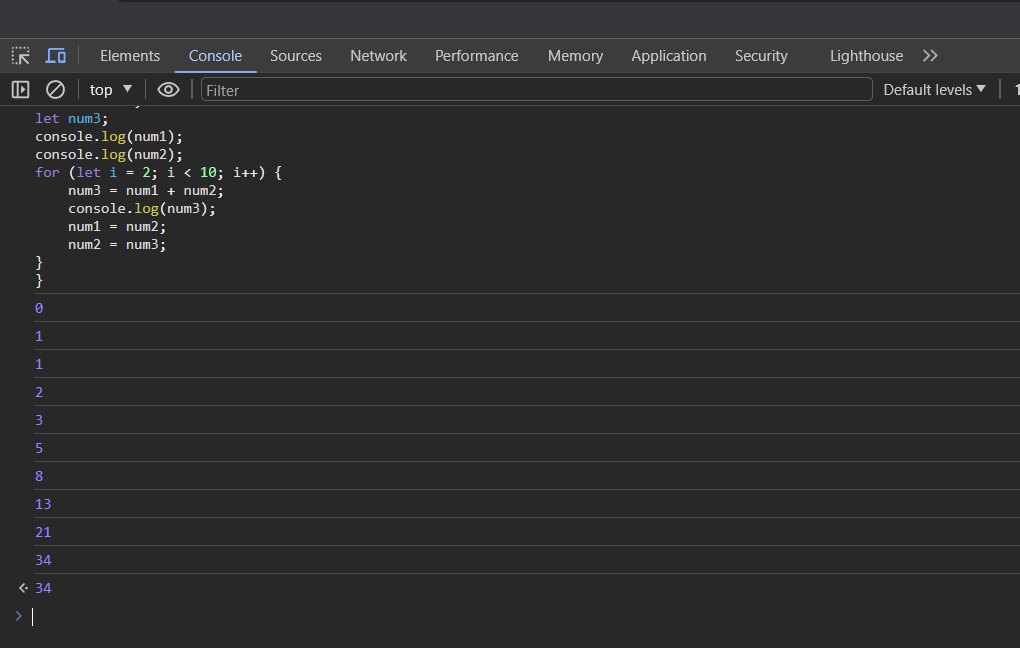 Elements Console Sources Network Performance Memory Application Security Lighthouse
top Filter Default levels
let num3;
console.log(num1);
console.log(num2);
for (let i = 2; i < 10; i++) {
    num3 = num1 + num2;
    console.log(num3);
    num1 = num2;
    num2 = num3;
}
}
0
1
1
2
3
5
8
13
21
34
34